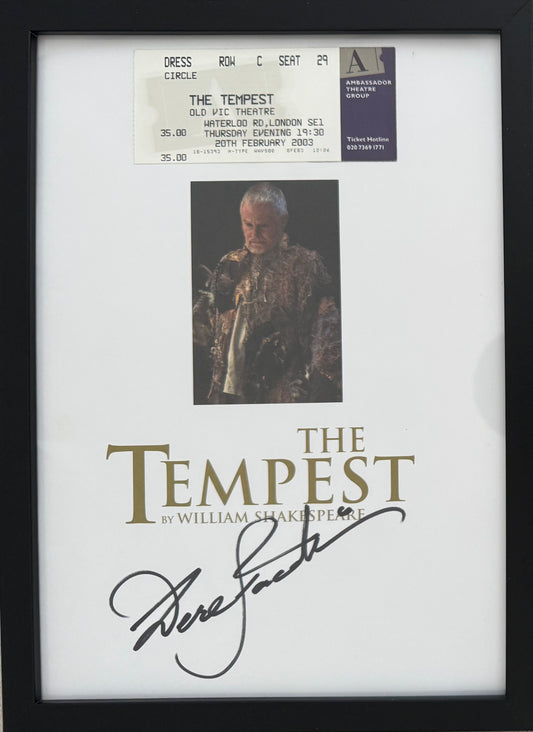 DRESS ROW C SEAT 29
CIRCLE
THE TEMPEST
OLD VIC THEATRE
WATERLOO RD,LONDON SE1
35.00 THURSDAY EVENING 19:30
20TH FEBRUARY 2003
35.00
A
AMBASSADOR
THEATRE
GROUP
Ticket Hotline
020 7369 1771
THE
TEMPEST
BY WILLIAM SHAKESPEARE